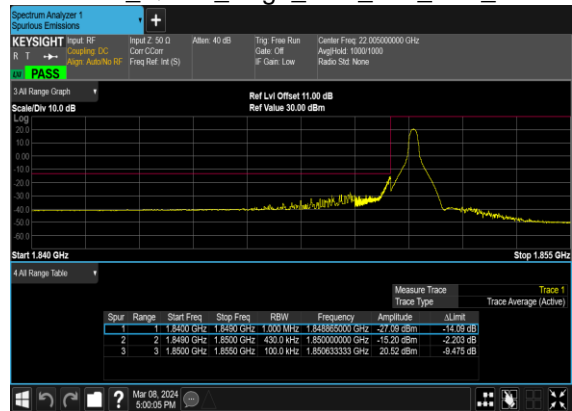 Spectrum Analyzer 1
Spurious Emissions
+
KEYSIGHT Input: RF Input Z: 50 Ω Atten: 40 dB Trig: Free Run Center Freq: 22.005000000 GHz
R T Coupling: DC Corr CCorr Gate: Off Avg|Hold: 1000/1000
Align: Auto/No RF Freq Ref: Int (S) IF Gain: Low Radio Std: None
LW PASS
3 All Range Graph
Ref Lvl Offset 11.00 dB
Scale/Div 10.0 dB Ref Value 30.00 dBm
Log
20.0
10.0
0.00
-10.0
-20.0
-30.0
-40.0
-50.0
-60.0
Start 1.840 GHz Stop 1.855 GHz
4 All Range Table
Measure Trace Trace 1
Trace Type Trace Average (Active)
Spur Range Start Freq Stop Freq RBW Frequency Amplitude ΔLimit
1 1 1.8400 GHz 1.8490 GHz 1.000 MHz 1.848865000 GHz -27.09 dBm -14.09 dB
2 2 1.8490 GHz 1.8500 GHz 430.0 kHz 1.850000000 GHz -15.20 dBm -2.203 dB
3 3 1.8500 GHz 1.8550 GHz 100.0 kHz 1.850633333 GHz 20.52 dBm -9.475 dB
? Mar 08, 2024
5:00:05 PM